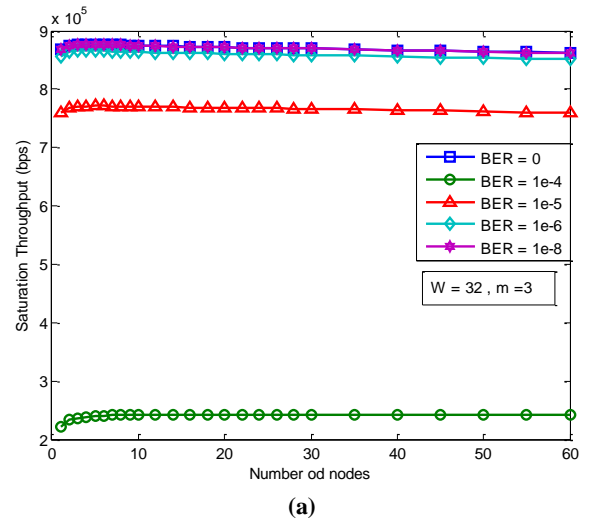 x 10^5
9
8
7
6
5
4
3
2
Saturation Throughput (bps)
BER = 0
BER = 1e-4
BER = 1e-5
BER = 1e-6
BER = 1e-8
W = 32 , m =3
0 10 20 30 40 50 60
Number od nodes
(a)